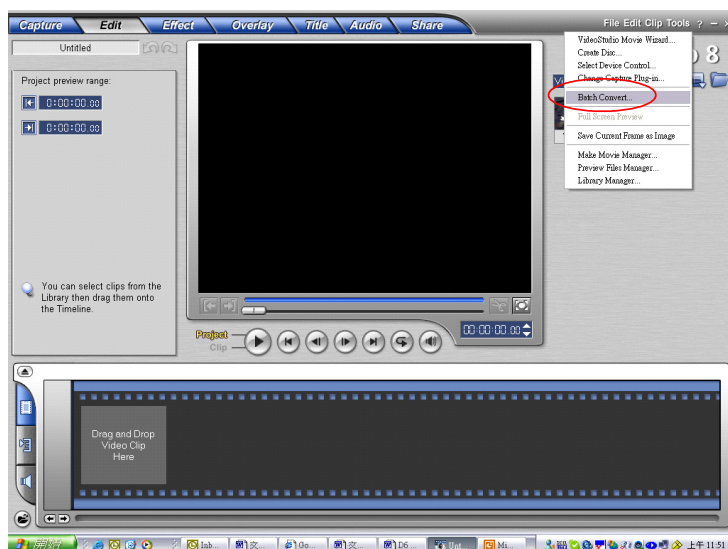 Capture Edit Effect Overlay Title Audio Share
File Edit Clip Tools ? –
Untitled
Project preview range:
0:00:00.00
0:00:00.00
You can select clips from the
Library then drag them onto
the Timeline.
8
VideoStudio Movie Wizard...
Create Disc...
Select Device Control...
Change Capture Plug-in...
Batch Convert...
Full Screen Preview
Save Current Frame as Image
Make Movie Manager...
Preview Files Manager...
Library Manager...
Project
Clip
00:00:00.00
Drag and Drop
Video Clip
Here
開始
Inb...
文...
Go...
文...
D6...
Unt...
Mi...
上午 11:5